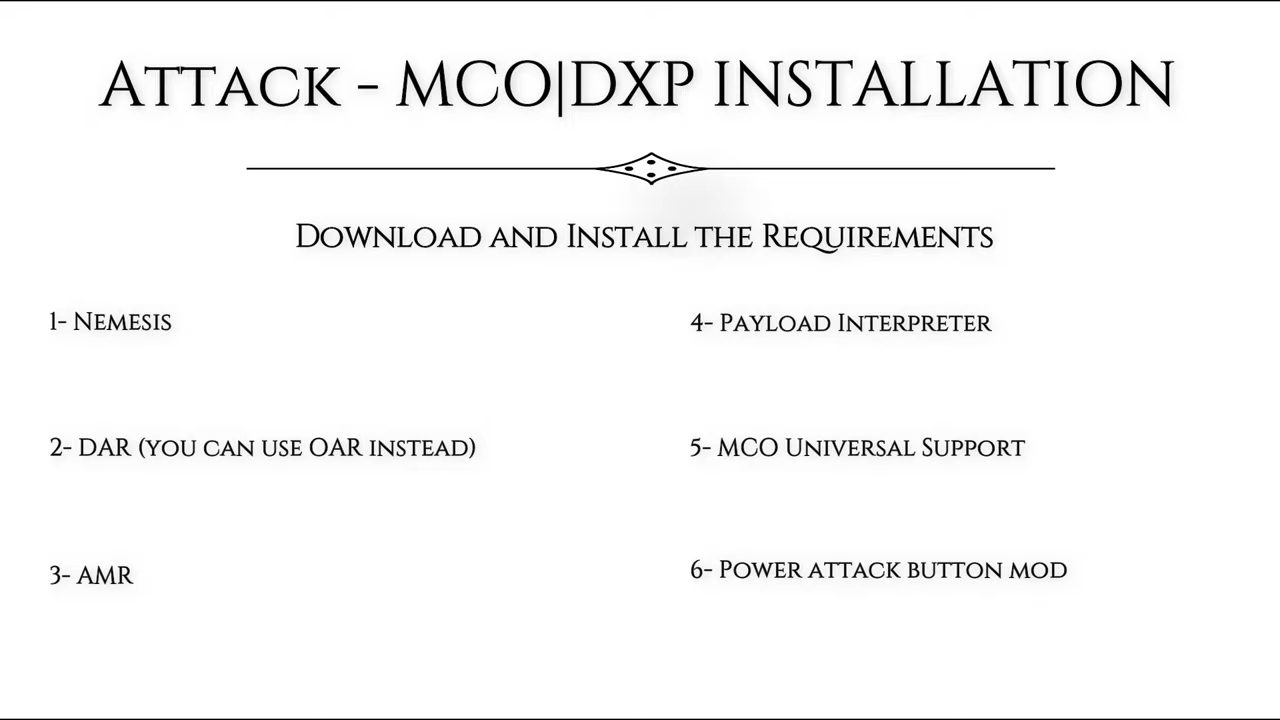 Attack - MCO|DXP INSTALLATION
Download and Install the Requirements
1- Nemesis
2- DAR (you can use OAR instead)
3- AMR
4- Payload Interpreter
5- MCO Universal Support
6- Power attack button mod